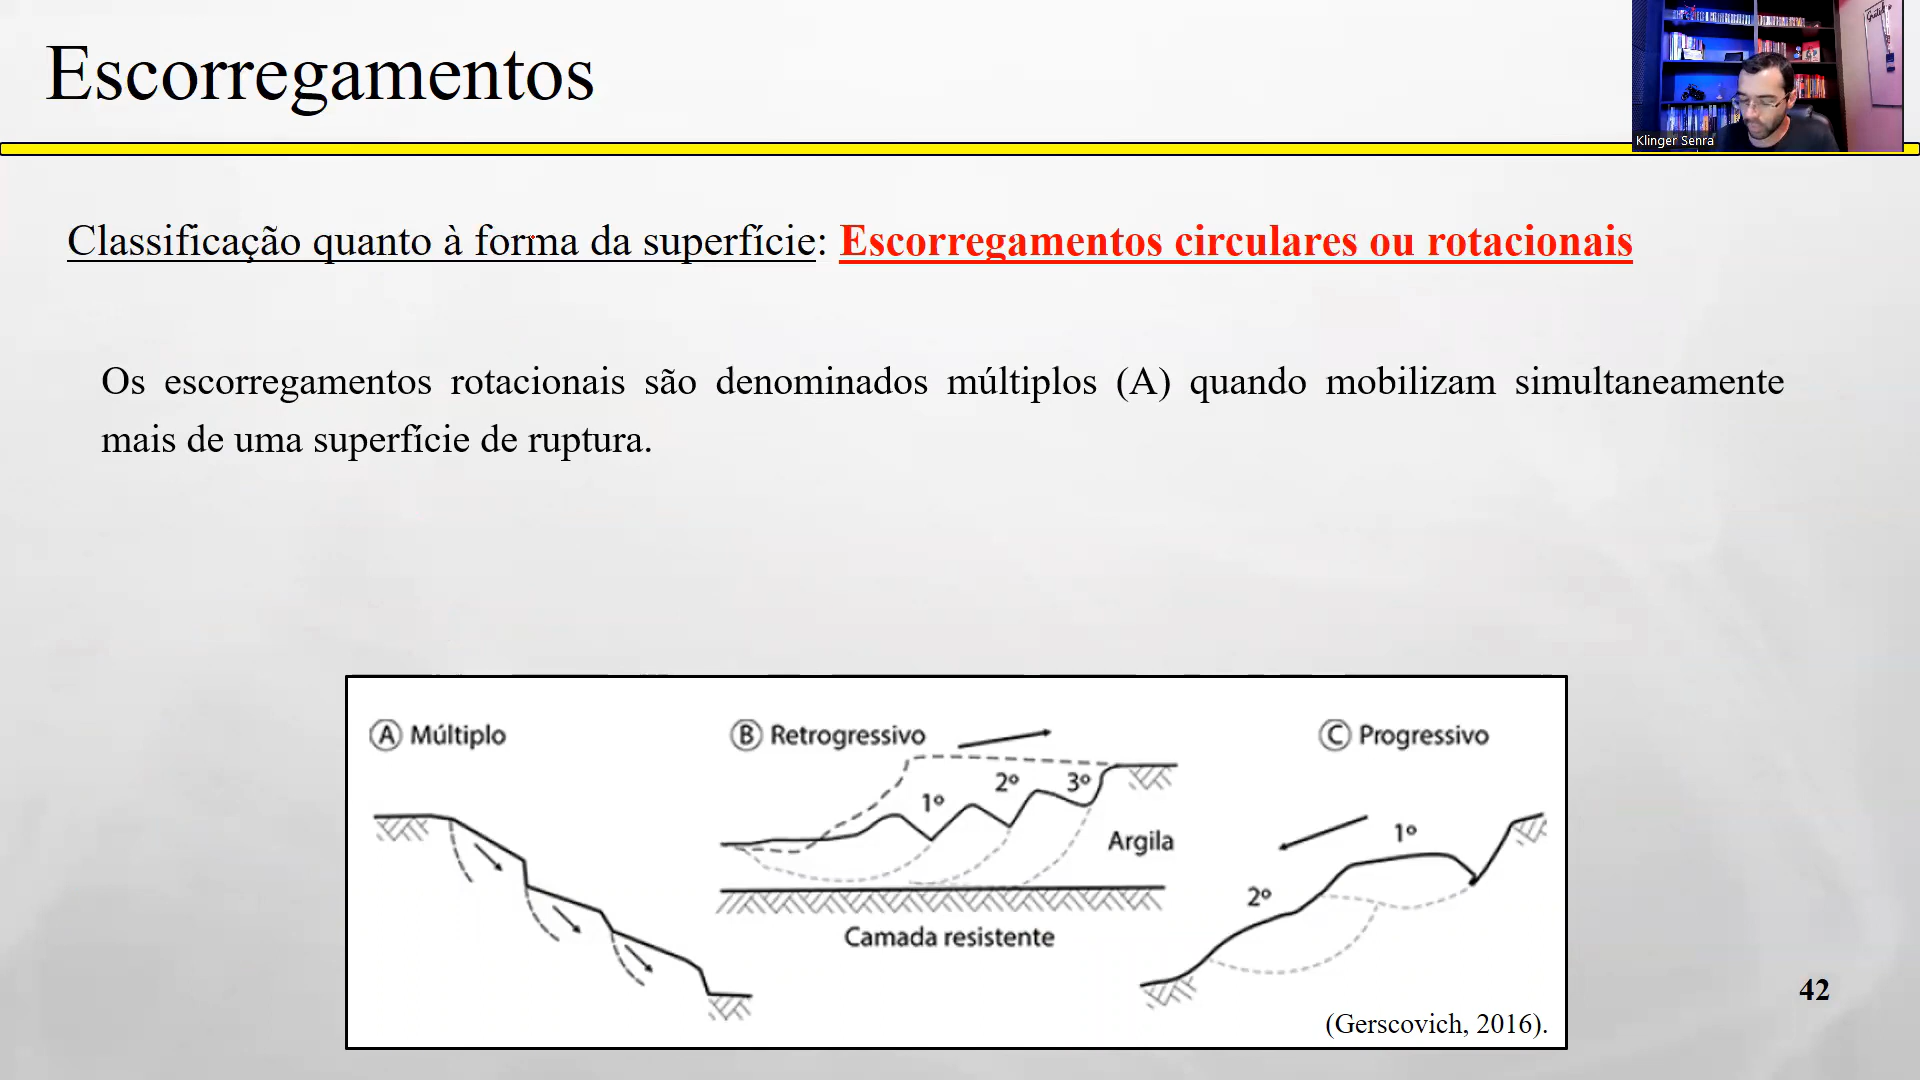 Escorregamentos
Klinger Senra
Classificação quanto à forma da superfície: Escorregamentos circulares ou rotacionais
Os escorregamentos rotacionais são denominados múltiplos (A) quando mobilizam simultaneamente
mais de uma superfície de ruptura.
A Múltiplo
B Retrogressivo
C Progressivo
1º
2º
3º
Argila
Camada resistente
1º
2º
42
(Gerscovich, 2016).